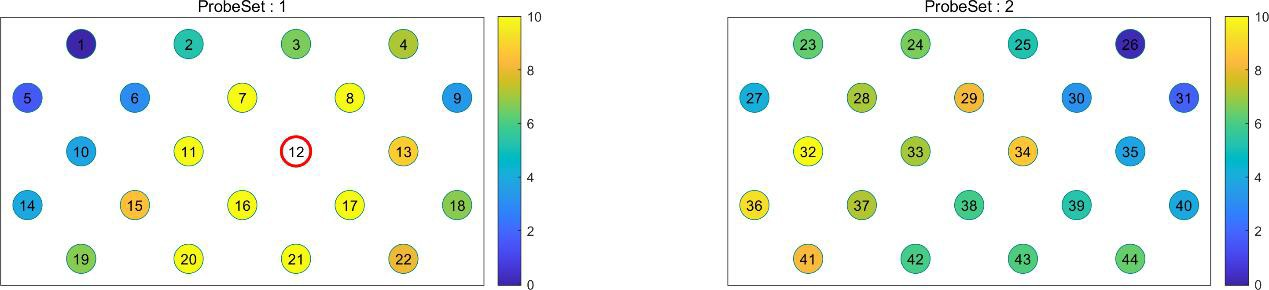 ProbeSet : 1
1 2 3 4
5 6 7 8 9
10 11 12 13
14 15 16 17 18
19 20 21 22
10
8
6
4
2
0
ProbeSet : 2
23 24 25 26
27 28 29 30 31
32 33 34 35
36 37 38 39 40
41 42 43 44
10
8
6
4
2
0